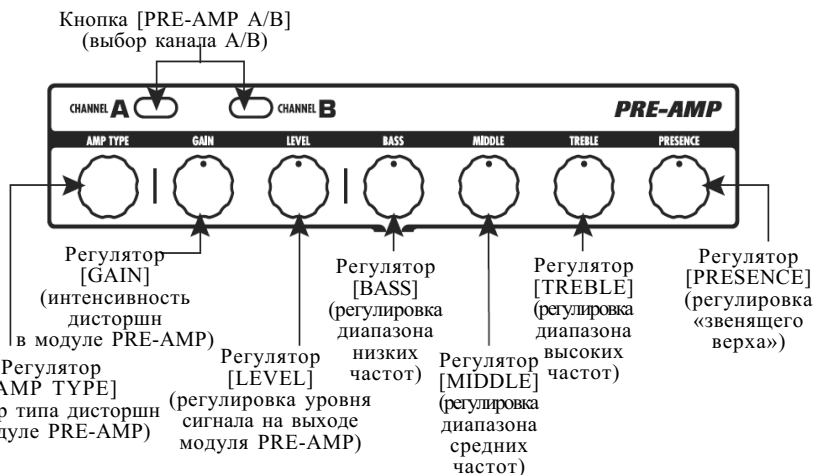 Кнопка [PRE-AMP A/B]
(выбор канала A/B)
CHANNEL A
CHANNEL B
PRE-AMP
AMP TYPE
GAIN
LEVEL
BASS
MIDDLE
TREBLE
PRESENCE
Регулятор
[GAIN]
(интенсивность
дисторшн
в модуле PRE-AMP)
Регулятор
AMP TYPE]
р типа дисторшн
дуле PRE-AMP)
Регулятор
[LEVEL]
(регулировка уровня
сигнала на выходе
модуля PRE-AMP)
Регулятор
[BASS]
(регулировка
диапазона
низких
частот)
Регулятор
[MIDDLE]
(регулировка
диапазона
средних
частот)
Регулятор
[TREBLE]
(регулировка
диапазона
высоких
частот)
Регулятор
[PRESENCE]
(регулировка
«звенящего
верха»)